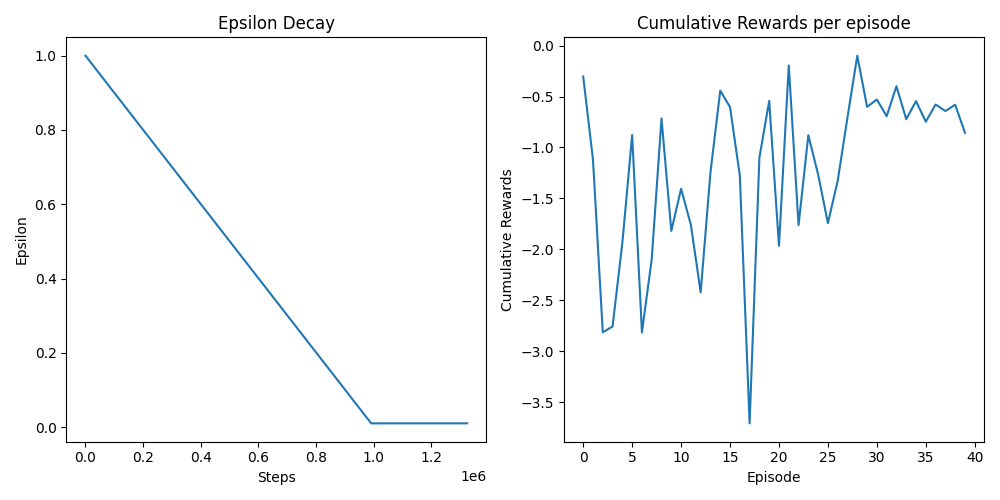 Epsilon Decay
1.0
0.8
0.6
0.4
0.2
0.0
Epsilon
0.0 0.2 0.4 0.6 0.8 1.0 1.2
1e6
Steps
Cumulative Rewards per episode
0.0
−0.5
−1.0
−1.5
−2.0
−2.5
−3.0
−3.5
Cumulative Rewards
0 5 10 15 20 25 30 35 40
Episode